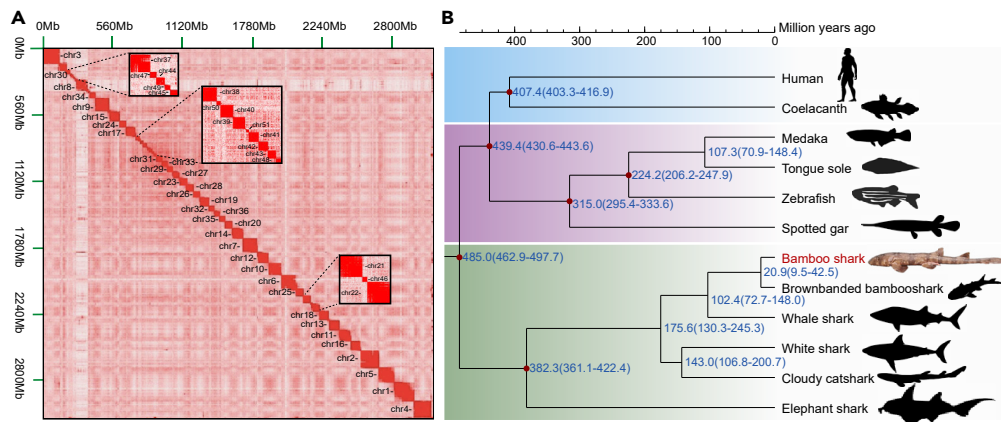 A
0Mb 560Mb 1120Mb 1780Mb 2240Mb 2800Mb
0Mb
560Mb
1120Mb
1780Mb
2240Mb
2800Mb
-chr3
chr30
chr8-
chr34
chr9-
chr15-
chr24-
chr17-
chr31-
-chr33
chr29-
-chr27
chr23-
-chr28
chr26-
-chr19
chr32-
-chr36
chr35-
-chr20
chr14-
chr7-
chr12-
chr10-
chr6-
chr25-
chr18-
chr13-
chr11-
chr16-
chr2-
chr5-
chr1-
chr4-
-chr37
-chr44
chr47-
chr49-
chr45-
-chr38
chr50
-chr40
chr39-
-chr51
-chr41
chr42-
chr43-
chr48-
-chr21
-chr46
chr22-
B
Million years ago
400 300 200 100 0
Human
407.4(403.3-416.9)
Coelacanth
Medaka
439.4(430.6-443.6)
107.3(70.9-148.4)
Tongue sole
224.2(206.2-247.9)
Zebrafish
315.0(295.4-333.6)
Spotted gar
485.0(462.9-497.7)
Bamboo shark
20.9(9.5-42.5)
Brownbanded bambooshark
102.4(72.7-148.0)
Whale shark
175.6(130.3-245.3)
White shark
143.0(106.8-200.7)
382.3(361.1-422.4)
Cloudy catshark
Elephant shark